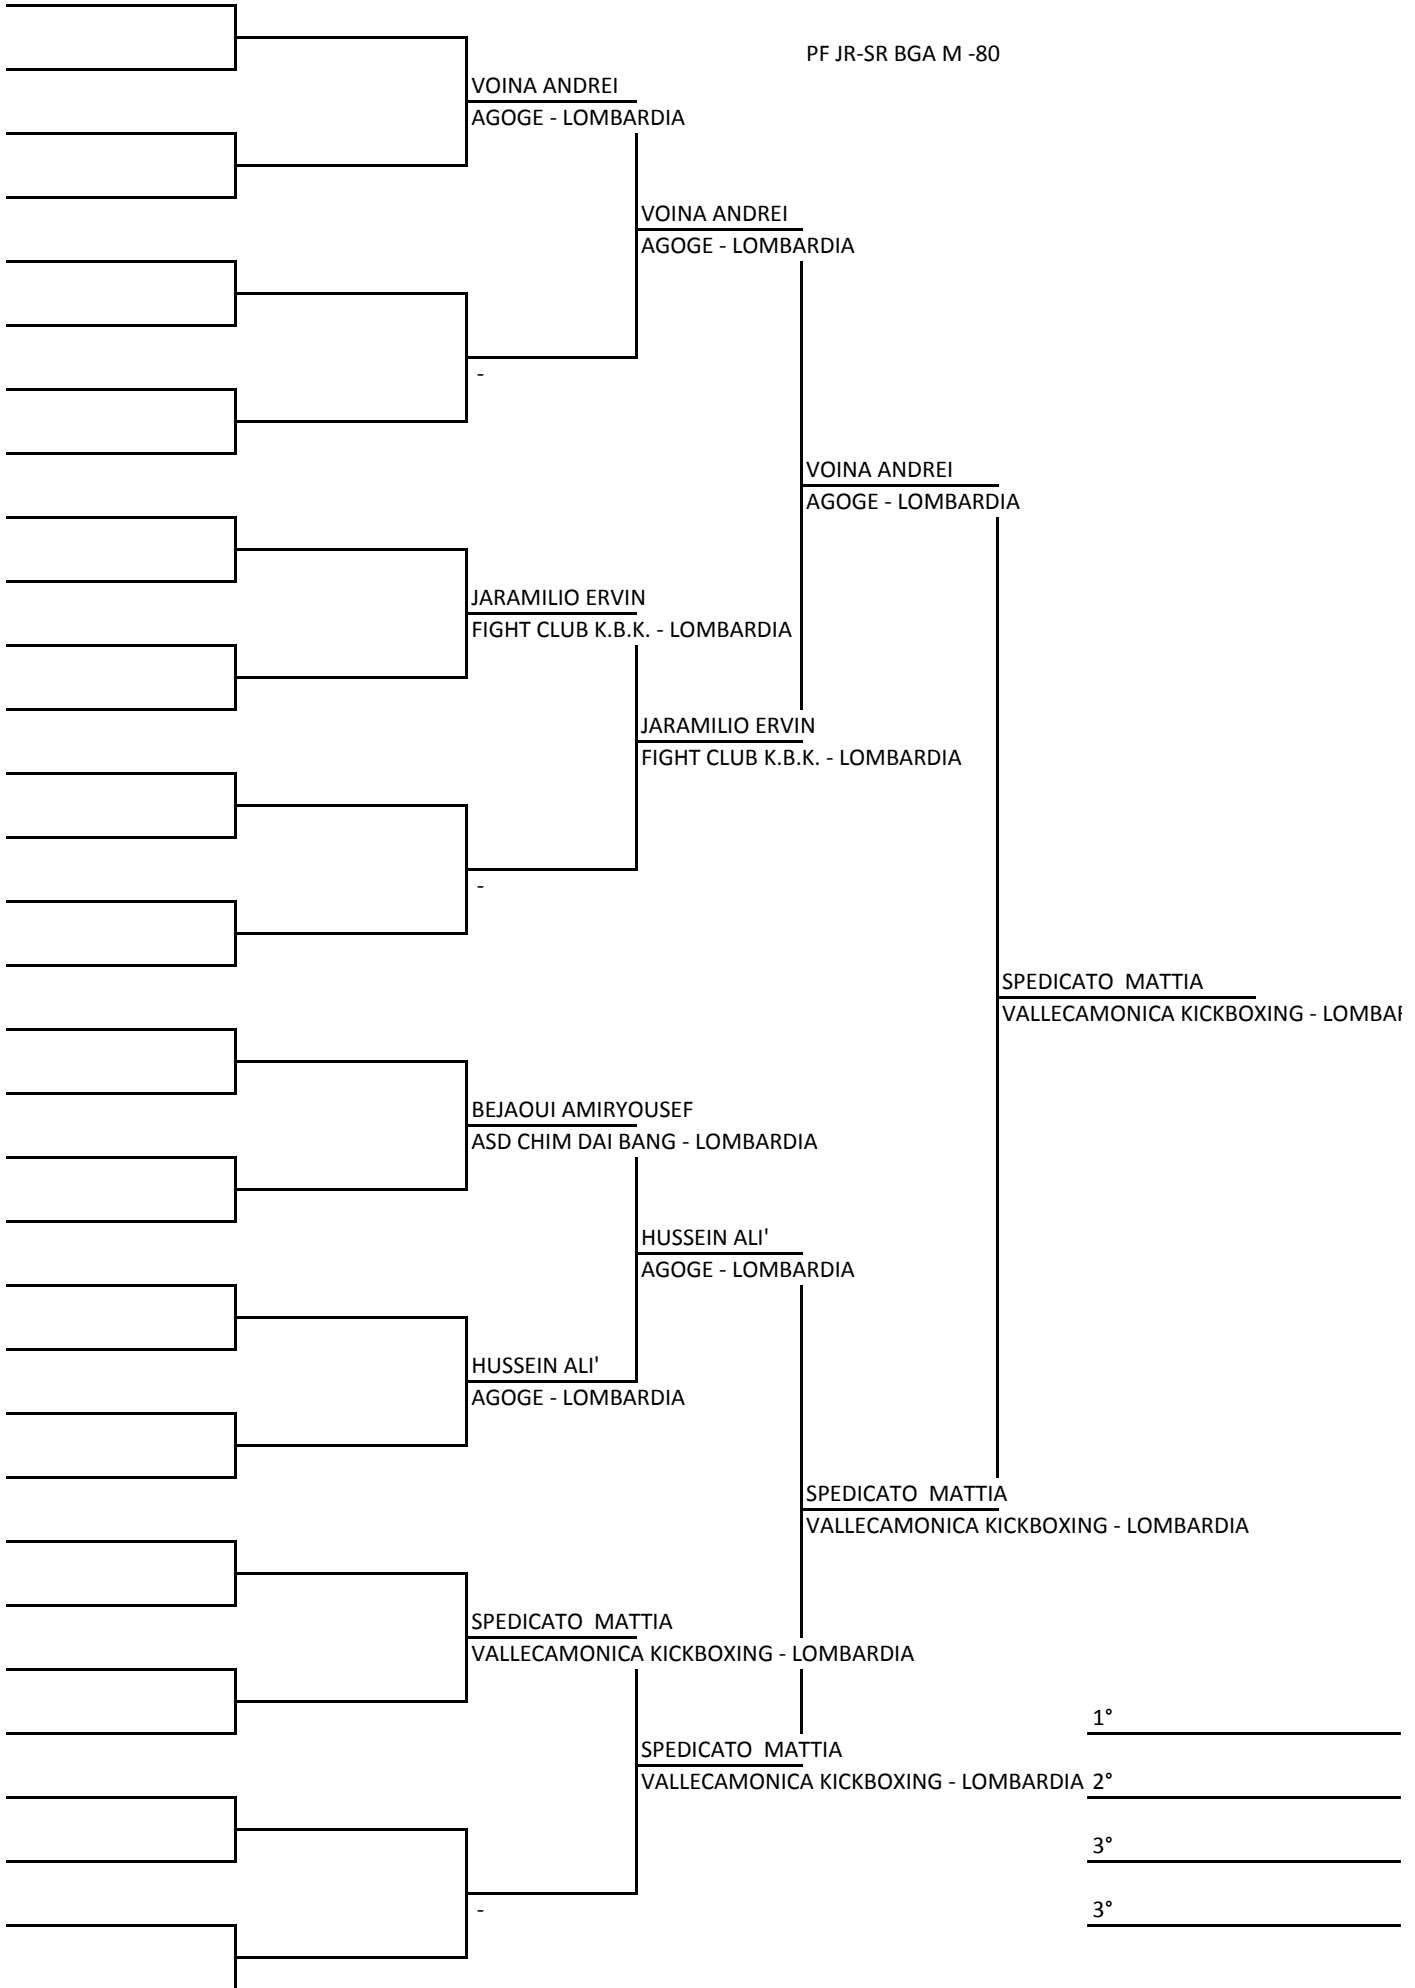 PF JR-SR BGA M -80
VOINA ANDREI
AGOGE - LOMBARDIA
VOINA ANDREI
AGOGE - LOMBARDIA
-
VOINA ANDREI
AGOGE - LOMBARDIA
JARAMILIO ERVIN
FIGHT CLUB K.B.K. - LOMBARDIA
JARAMILIO ERVIN
FIGHT CLUB K.B.K. - LOMBARDIA
-
SPEDICATO  MATTIA
VALLECAMONICA KICKBOXING - LOMBAR
BEJAOUI AMIRYOUSEF
ASD CHIM DAI BANG - LOMBARDIA
HUSSEIN ALI'
AGOGE - LOMBARDIA
HUSSEIN ALI'
AGOGE - LOMBARDIA
SPEDICATO  MATTIA
VALLECAMONICA KICKBOXING - LOMBARDIA
SPEDICATO  MATTIA
VALLECAMONICA KICKBOXING - LOMBARDIA
1°
SPEDICATO  MATTIA
VALLECAMONICA KICKBOXING - LOMBARDIA
2°
3°
-
3°